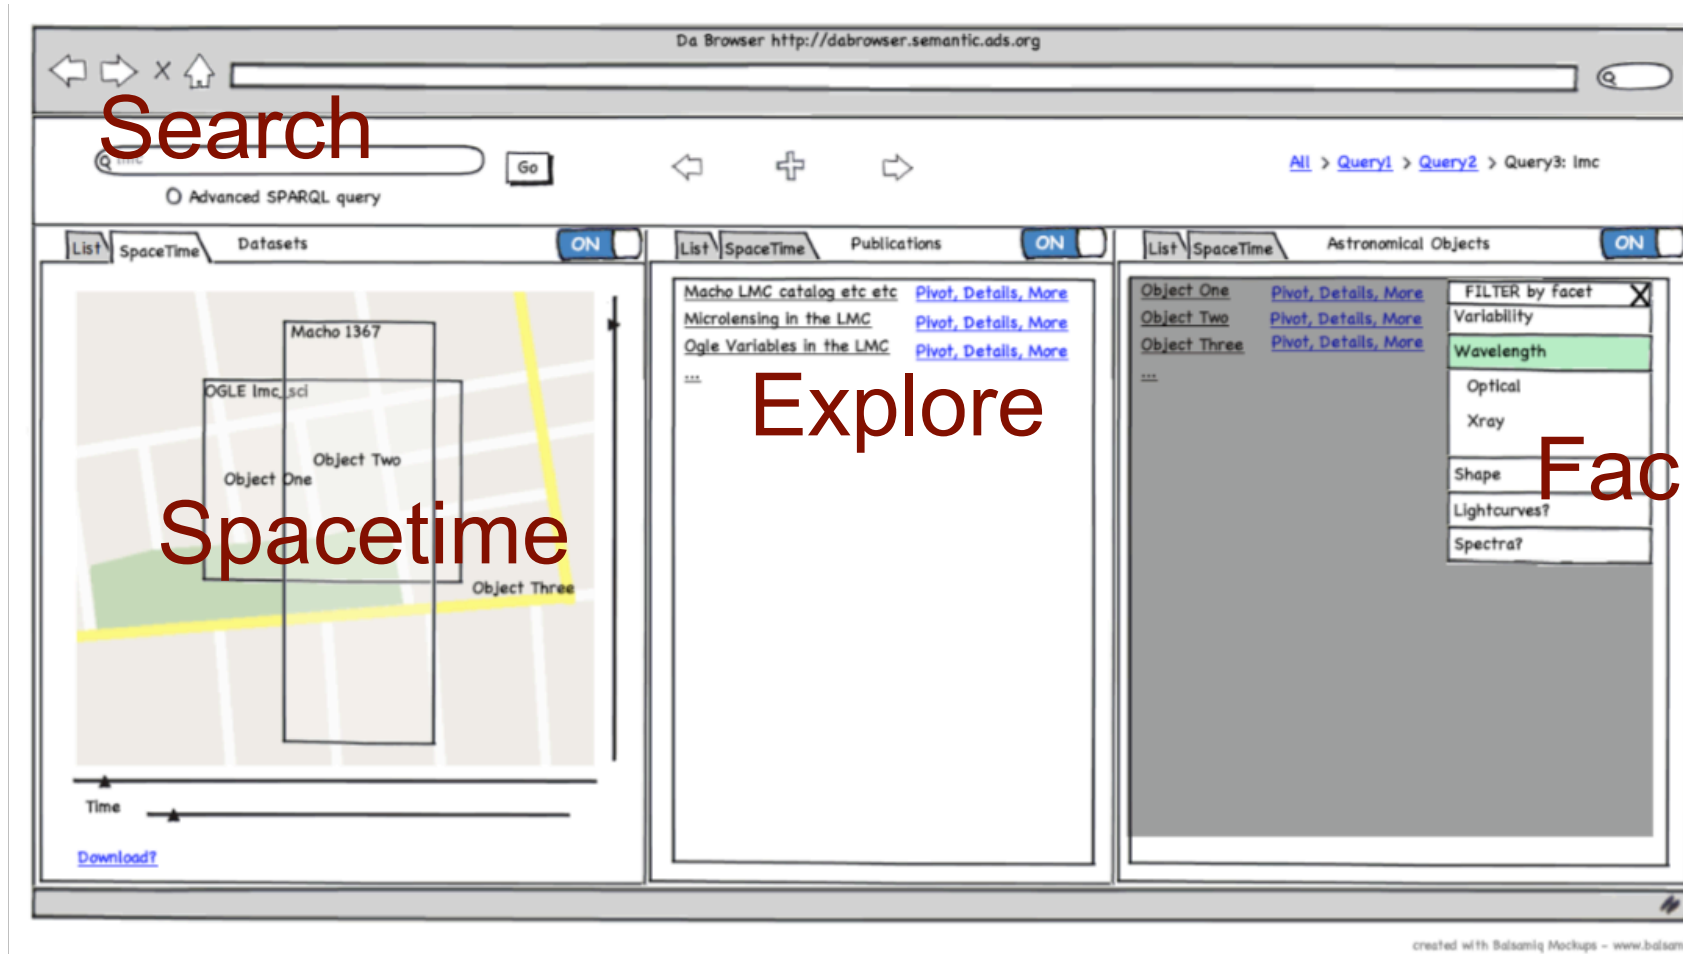 Da Browser http://dabrowser.semantic.ads.org
X
Search
lmc
Go
All > Query1 > Query2 > Query3: lmc
Advanced SPARQL query
List SpaceTime Datasets ON
Macho 1367
OGLE lmc_sci
Object Two
Object One
Spacetime
Object Three
Time
Download?
List SpaceTime Publications ON
Macho LMC catalog etc etc Pivot, Details, More
Microlensing in the LMC Pivot, Details, More
Ogle Variables in the LMC Pivot, Details, More
...
Explore
List SpaceTime Astronomical Objects ON
Object One Pivot, Details, More
Object Two Pivot, Details, More
Object Three Pivot, Details, More
...
FILTER by facet X
Variability
Wavelength
Optical
Xray
Fac
Shape
Lightcurves?
Spectra?
created with Balsamiq Mockups - www.balsam